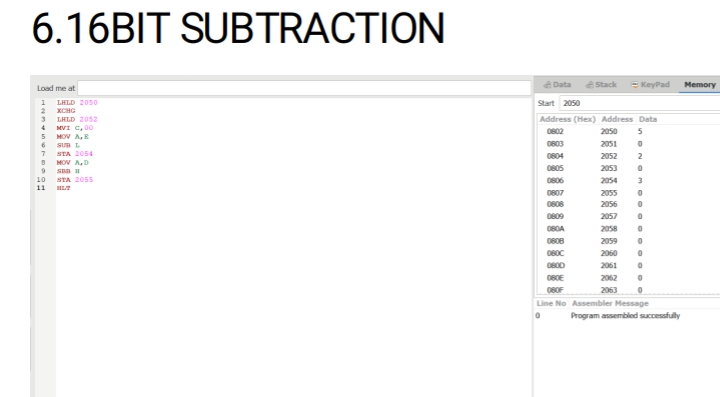 6.16BIT SUBTRACTION
Load me at
1 LHLD 2050
2 XCHG
3 LHLD 2052
4 MVI C,00
5 MOV A,E
6 SUB L
7 STA 2054
8 MOV A,D
9 SBB H
10 STA 2055
11 HLT
Data Stack KeyPad Memory
Start 2050
Address (Hex) Address Data
0802 2050 5
0803 2051 0
0804 2052 2
0805 2053 0
0806 2054 3
0807 2055 0
0808 2056 0
0809 2057 0
080A 2058 0
080B 2059 0
080C 2060 0
080D 2061 0
080E 2062 0
080F 2063 0
Line No Assembler Message
0 Program assembled successfully